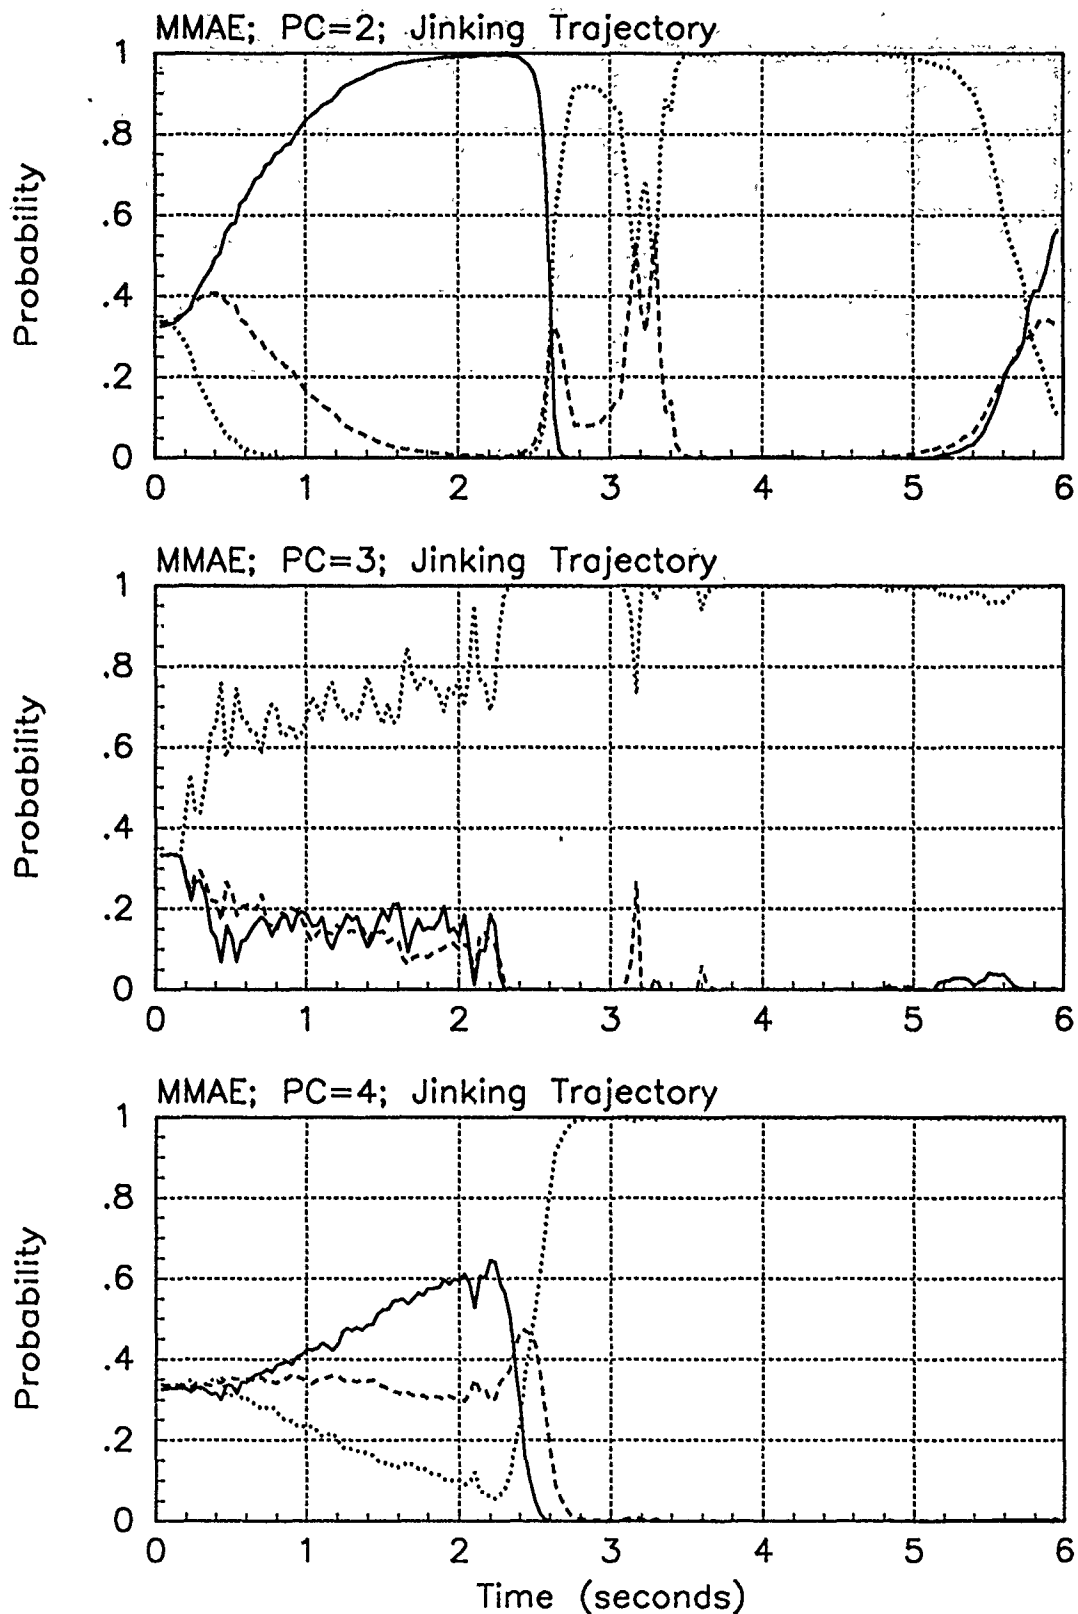 MMAE; PC=2; Jinking Trajectory
1
.8
.6
.4
.2
0
Probability
0 1 2 3 4 5 6
MMAE; PC=3; Jinking Trajectory
1
.8
.6
.4
.2
0
Probability
0 1 2 3 4 5 6
MMAE; PC=4; Jinking Trajectory
1
.8
.6
.4
.2
0
Probability
0 1 2 3 4 5 6
Time (seconds)